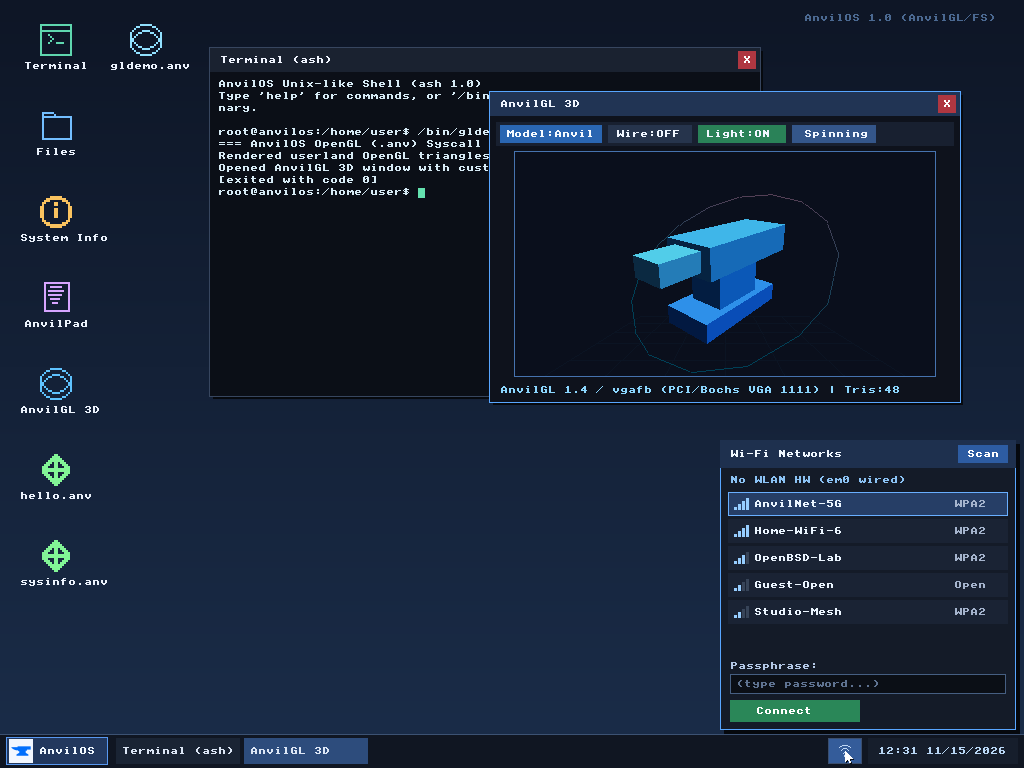 AnvilOS 1.0 (AnvilGL/FS)
Terminal
gldemo.anv
Files
System Info
AnvilPad
AnvilGL 3D
hello.anv
sysinfo.anv
Terminal (ash)
X
AnvilOS Unix-like Shell (ash 1.0)
Type 'help' for commands, or '/bin
nary.
root@anvilos:/home/user$ /bin/glde
=== AnvilOS OpenGL (.anv) Syscall
Rendered userland OpenGL triangles
Opened AnvilGL 3D window with cust
[exited with code 0]
root@anvilos:/home/user$
AnvilGL 3D
X
Model:Anvil Wire:OFF Light:ON Spinning
AnvilGL 1.4 / vgafb (PCI/Bochs VGA 1111) | Tris:48
Wi-Fi Networks Scan
No WLAN HW (em0 wired)
AnvilNet-5G WPA2
Home-WiFi-6 WPA2
OpenBSD-Lab WPA2
Guest-Open Open
Studio-Mesh WPA2
Passphrase:
(type password...)
Connect
AnvilOS Terminal (ash) AnvilGL 3D 12:31 11/15/2026